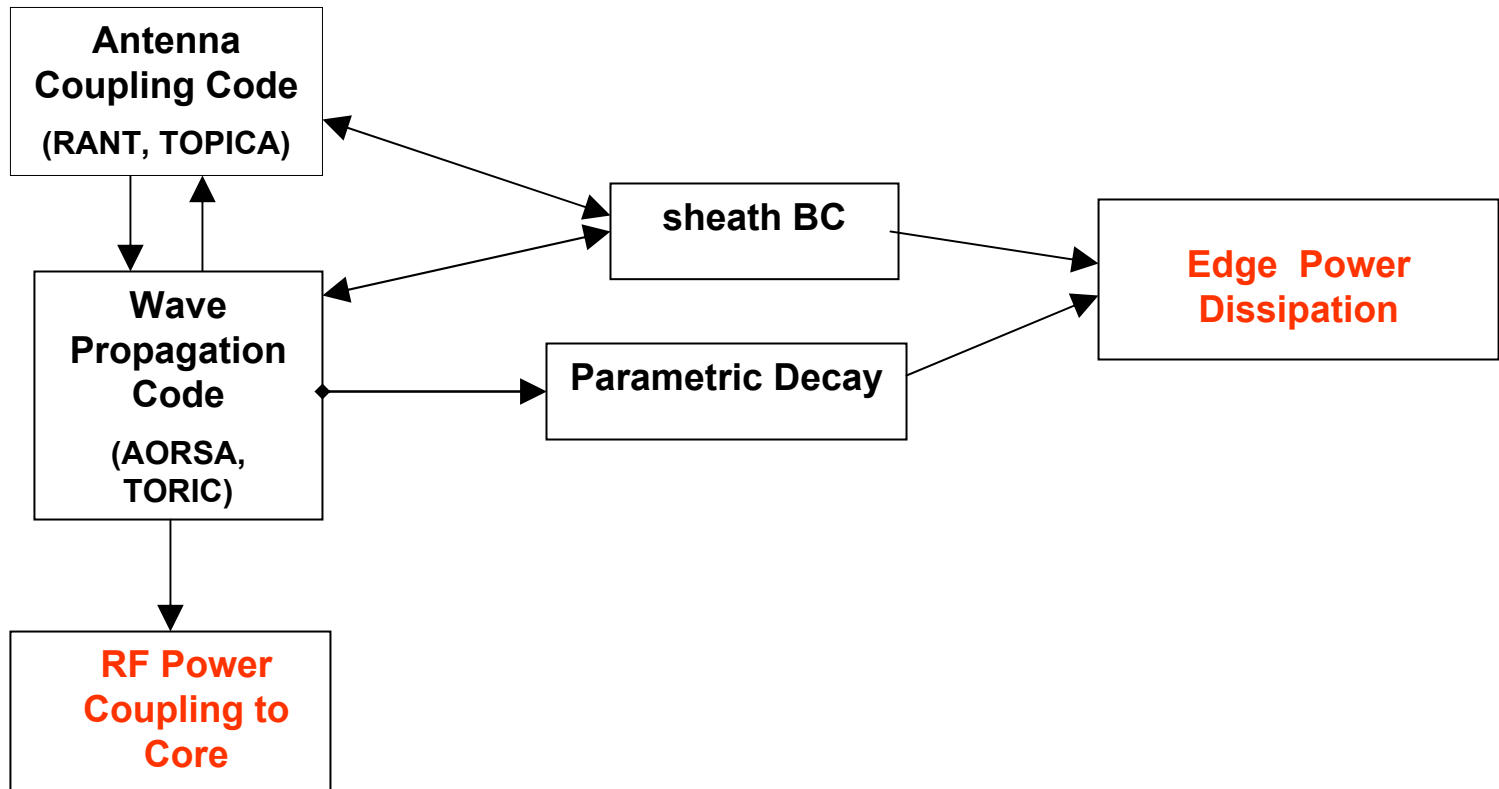 Antenna
Coupling Code
(RANT, TOPICA)
sheath BC
Edge Power
Dissipation
Wave
Propagation
Code
(AORSA,
TORIC)
Parametric Decay
RF Power
Coupling to
Core